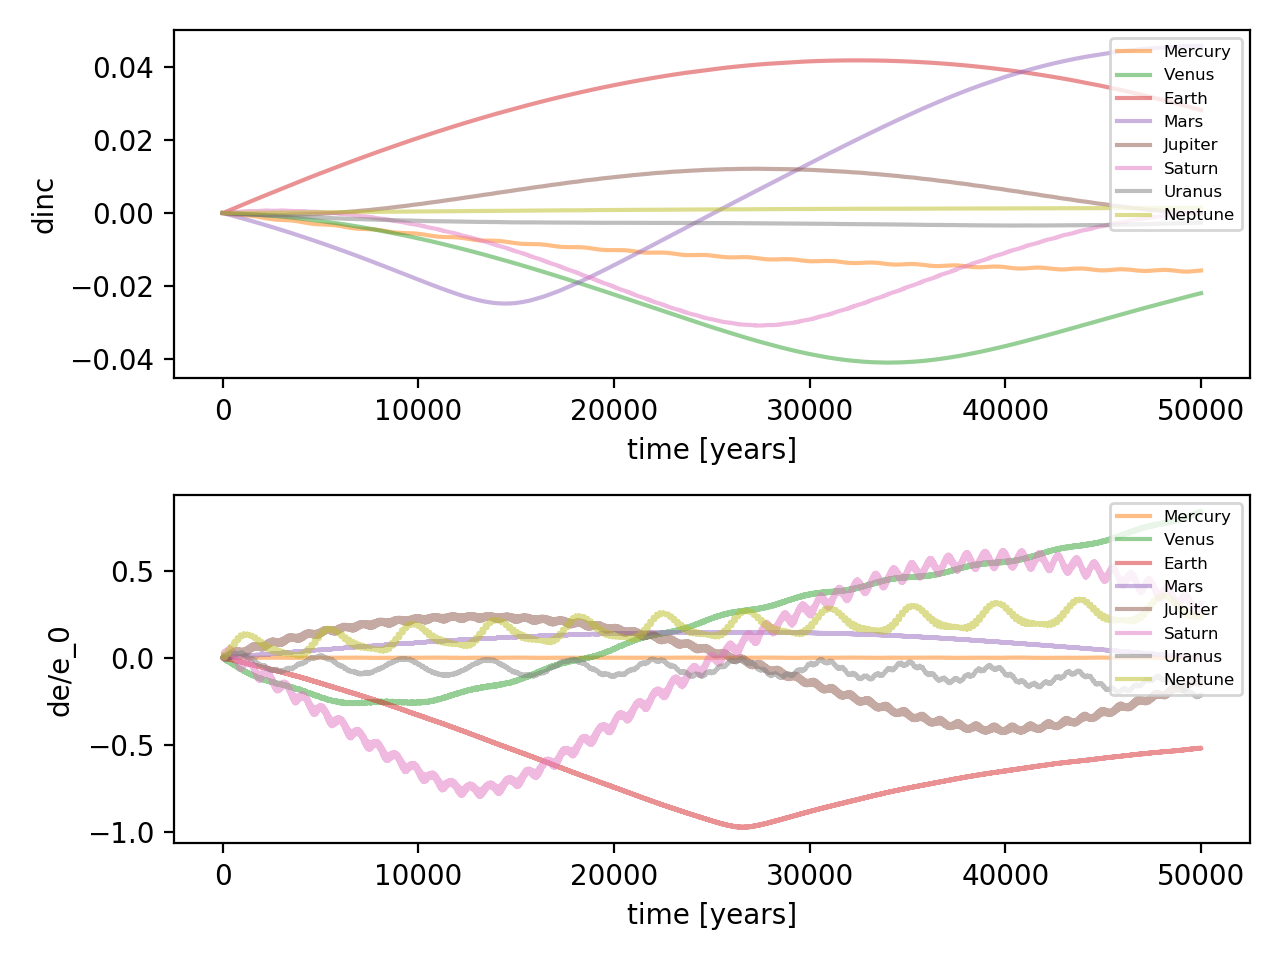 dinc
0.04
0.02
0.00
−0.02
−0.04
Mercury
Venus
Earth
Mars
Jupiter
Saturn
Uranus
Neptune
0 10000 20000 30000 40000 50000
time [years]
de/e_0
0.5
0.0
−0.5
−1.0
Mercury
Venus
Earth
Mars
Jupiter
Saturn
Uranus
Neptune
0 10000 20000 30000 40000 50000
time [years]